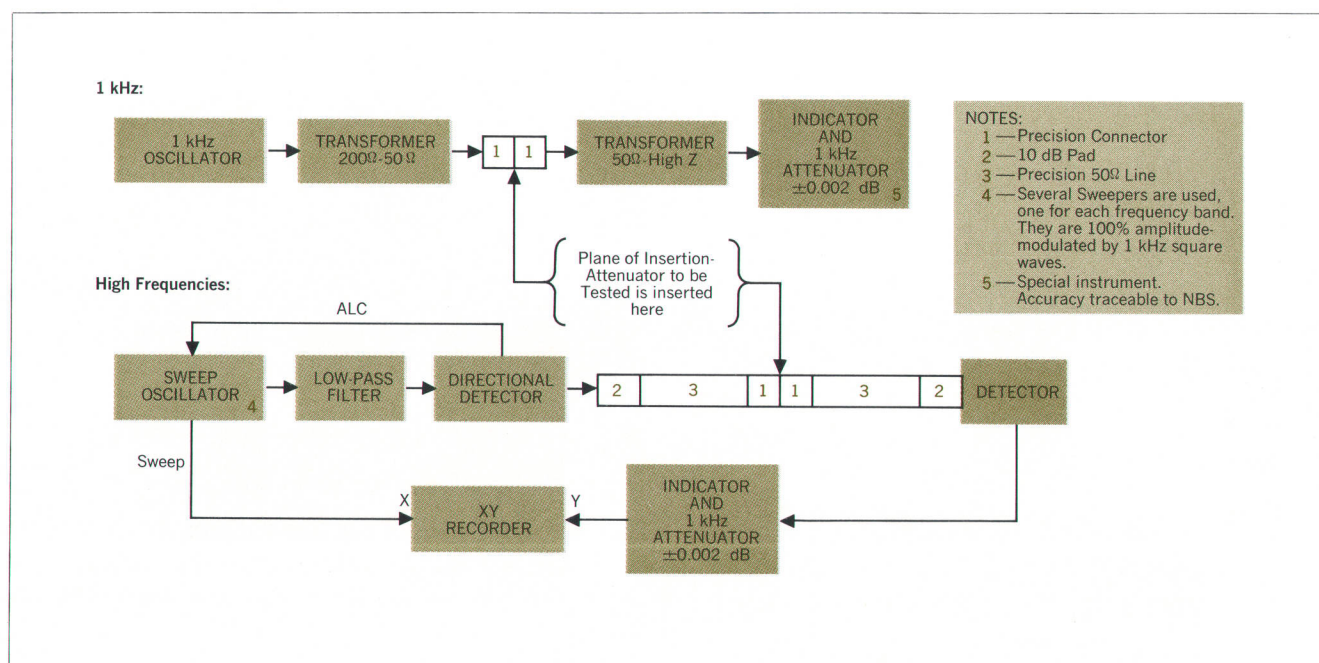 1 kHz:
1 kHz
OSCILLATOR
TRANSFORMER
200Ω-50 Ω
1
1
TRANSFORMER
50Ω-High Z
INDICATOR
AND
1 kHz
ATTENUATOR
±0.002 dB
5
NOTES:
1 — Precision Connector
2 — 10 dB Pad
3 — Precision 50Ω Line
4 — Several Sweepers are used,
one for each frequency band.
They are 100% amplitude-
modulated by 1 kHz square
waves.
5 — Special instrument.
Accuracy traceable to NBS.
Plane of Insertion-
Attenuator to be
Tested is inserted
here
High Frequencies:
ALC
SWEEP
OSCILLATOR
4
LOW-PASS
FILTER
DIRECTIONAL
DETECTOR
2
3
1
1
3
2
DETECTOR
Sweep
X
XY
RECORDER
Y
INDICATOR
AND
1 kHz
ATTENUATOR
±0.002 dB